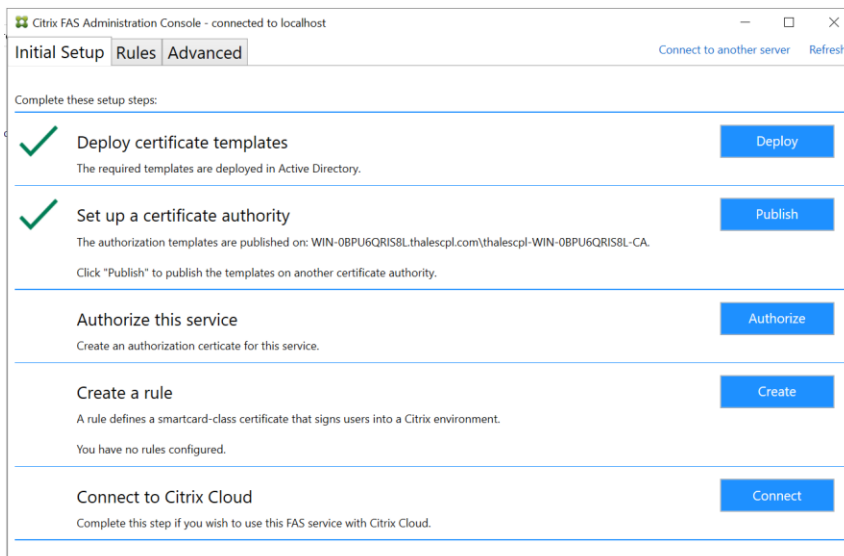 Citrix FAS Administration Console - connected to localhost
Initial Setup Rules Advanced
Connect to another server Refresh
Complete these setup steps:
Deploy certificate templates
Deploy
The required templates are deployed in Active Directory.
Set up a certificate authority
Publish
The authorization templates are published on: WIN-0BPU6QRIS8L.thalescpl.com\thalescpl-WIN-0BPU6QRIS8L-CA.
Click "Publish" to publish the templates on another certificate authority.
Authorize this service
Authorize
Create an authorization certicate for this service.
Create a rule
Create
A rule defines a smartcard-class certificate that signs users into a Citrix environment.
You have no rules configured.
Connect to Citrix Cloud
Connect
Complete this step if you wish to use this FAS service with Citrix Cloud.